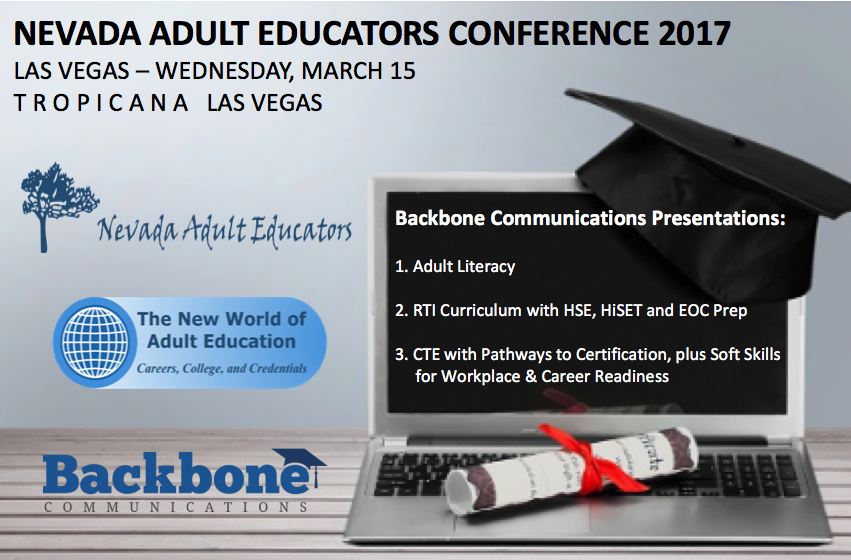 NEVADA ADULT EDUCATORS CONFERENCE 2017
LAS VEGAS – WEDNESDAY, MARCH 15
T R O P I C A N A LAS VEGAS
Nevada Adult Educators
Backbone Communications Presentations:
1. Adult Literacy
2. RTI Curriculum with HSE, HiSET and EOC Prep
3. CTE with Pathways to Certification, plus Soft Skills
for Workplace & Career Readiness
The New World of
Adult Education
Careers, College, and Credentials
Backbone
COMMUNICATIONS